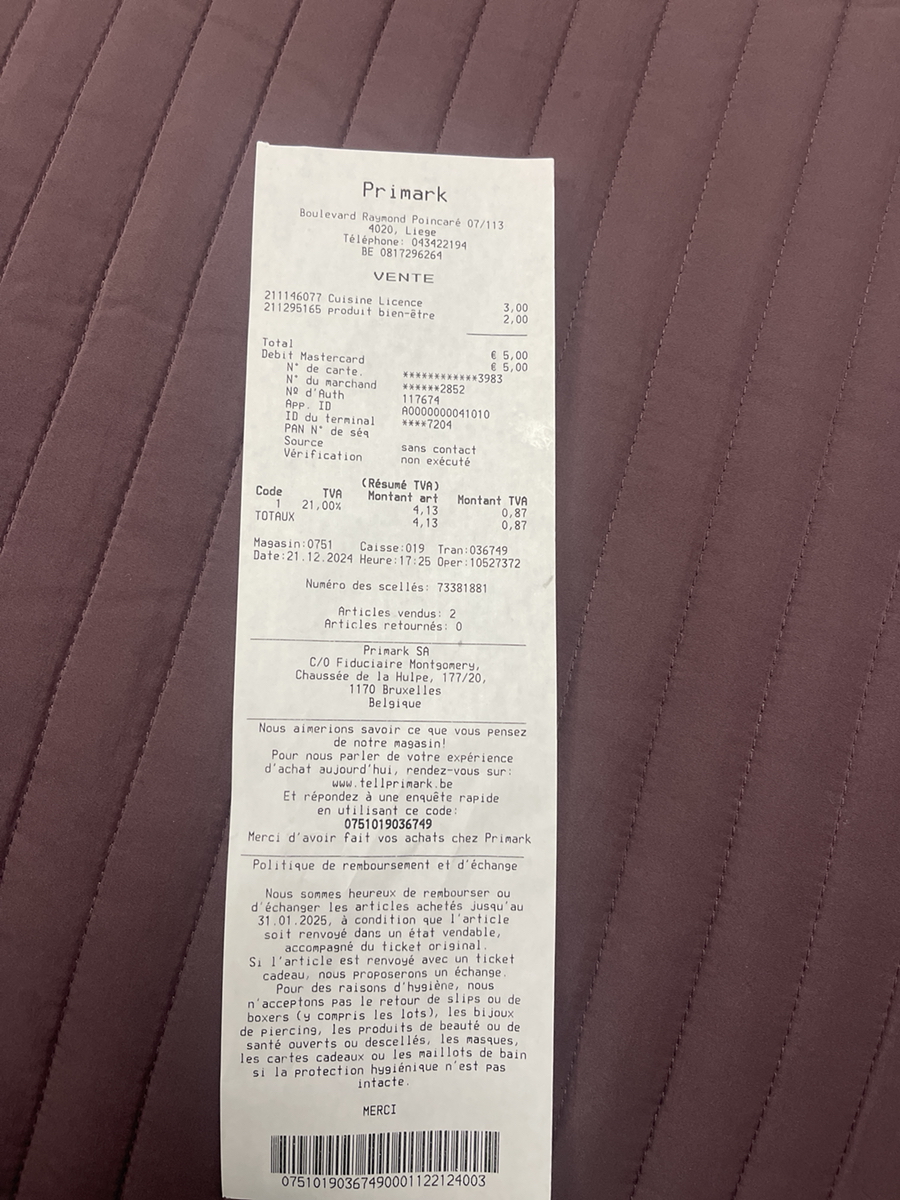 Primark
Boulevard Raymond Poincaré 07/113
4020, Liege
Téléphone: 043422194
BE 0817296264
VENTE
211146077 Cuisine Licence 3,00
211295165 produit bien-être 2,00
Total € 5,00
Debit Mastercard € 5,00
N° de carte. ************3983
N° du marchand ******2852
Nº d'Auth 117674
App. ID A0000000041010
ID du terminal ****7204
PAN N° de séq
Source sans contact
Vérification non exécuté
(Résumé TVA)
Code TVA Montant art Montant TVA
1 21,00% 4,13 0,87
TOTAUX 4,13 0,87
Magasin:0751 Caisse:019 Tran:036749
Date:21.12.2024 Heure:17:25 Oper:10527372
Numéro des scellés: 73381881
Articles vendus: 2
Articles retournés: 0
Primark SA
C/O Fiduciaire Montgomery,
Chaussée de la Hulpe, 177/20,
1170 Bruxelles
Belgique
Nous aimerions savoir ce que vous pensez
de notre magasin!
Pour nous parler de votre expérience
d'achat aujourd'hui, rendez-vous sur:
www.tellprimark.be
Et répondez à une enquête rapide
en utilisant ce code:
0751019036749
Merci d'avoir fait vos achats chez Primark
Politique de remboursement et d'échange
Nous sommes heureux de rembourser ou
d'échanger les articles achetés jusqu'au
31.01.2025, à condition que l'article
soit renvoyé dans un état vendable,
accompagné du ticket original.
Si l'article est renvoyé avec un ticket
cadeau, nous proposerons un échange.
Pour des raisons d'hygiène, nous
n'acceptons pas le retour de slips ou de
boxers (y compris les lots), les bijoux
de piercing, les produits de beauté ou de
santé ouverts ou descellés, les masques,
les cartes cadeaux ou les maillots de bain
si la protection hygiénique n'est pas
intacte.
MERCI
07510190367490001122124003